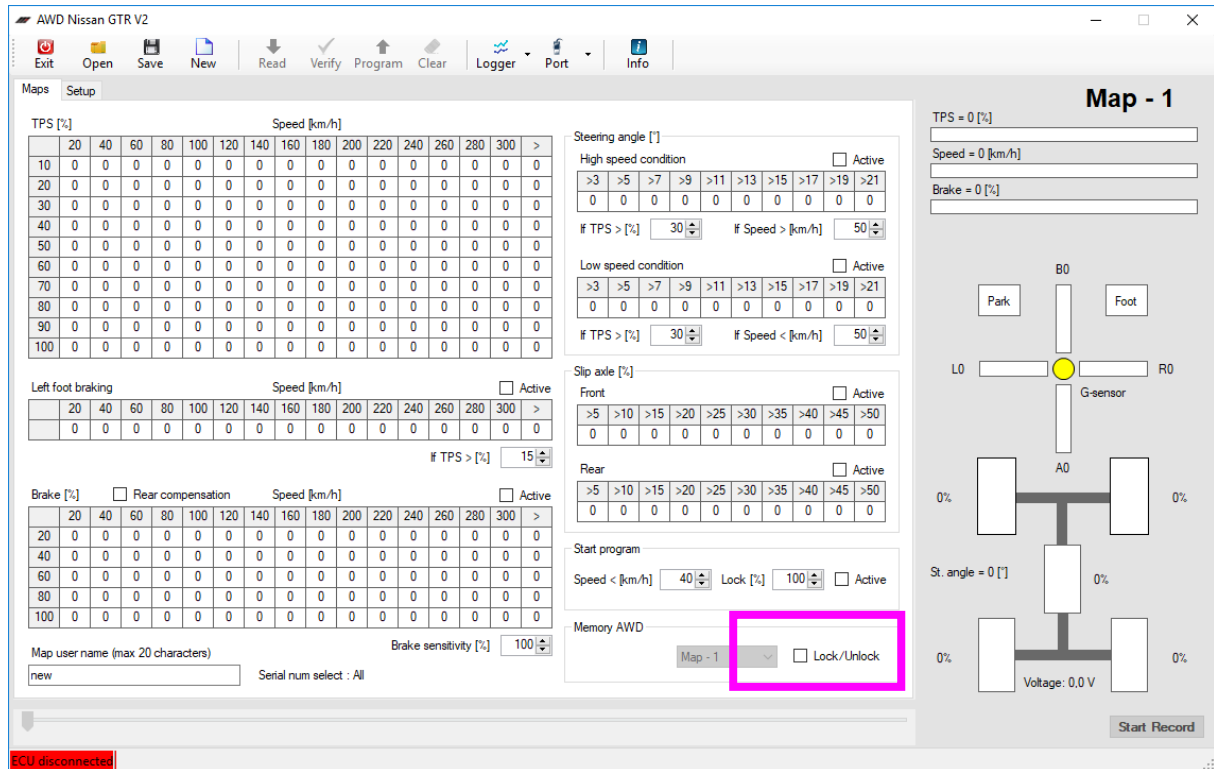 AWD Nissan GTR V2
Exit Open Save New Read Verify Program Clear Logger Port Info
Maps Setup
TPS [%] Speed [km/h]
20 40 60 80 100 120 140 160 180 200 220 240 260 280 300 >
10 0 0 0 0 0 0 0 0 0 0 0 0 0 0 0 0
20 0 0 0 0 0 0 0 0 0 0 0 0 0 0 0 0
30 0 0 0 0 0 0 0 0 0 0 0 0 0 0 0 0
40 0 0 0 0 0 0 0 0 0 0 0 0 0 0 0 0
50 0 0 0 0 0 0 0 0 0 0 0 0 0 0 0 0
60 0 0 0 0 0 0 0 0 0 0 0 0 0 0 0 0
70 0 0 0 0 0 0 0 0 0 0 0 0 0 0 0 0
80 0 0 0 0 0 0 0 0 0 0 0 0 0 0 0 0
90 0 0 0 0 0 0 0 0 0 0 0 0 0 0 0 0
100 0 0 0 0 0 0 0 0 0 0 0 0 0 0 0 0
Left foot braking Speed [km/h] Active
20 40 60 80 100 120 140 160 180 200 220 240 260 280 300 >
0 0 0 0 0 0 0 0 0 0 0 0 0 0 0 0
If TPS > [%] 15
Brake [%] Rear compensation Speed [km/h] Active
20 40 60 80 100 120 140 160 180 200 220 240 260 280 300 >
20 0 0 0 0 0 0 0 0 0 0 0 0 0 0 0 0
40 0 0 0 0 0 0 0 0 0 0 0 0 0 0 0 0
60 0 0 0 0 0 0 0 0 0 0 0 0 0 0 0 0
80 0 0 0 0 0 0 0 0 0 0 0 0 0 0 0 0
100 0 0 0 0 0 0 0 0 0 0 0 0 0 0 0 0
Brake sensitivity [%] 100
Map user name (max 20 characters)
new Serial num select : All
Steering angle [°]
High speed condition Active
>3 >5 >7 >9 >11 >13 >15 >17 >19 >21
0 0 0 0 0 0 0 0 0 0
If TPS > [%] 30 If Speed > [km/h] 50
Low speed condition Active
>3 >5 >7 >9 >11 >13 >15 >17 >19 >21
0 0 0 0 0 0 0 0 0 0
If TPS > [%] 30 If Speed < [km/h] 50
Slip axle [%]
Front Active
>5 >10 >15 >20 >25 >30 >35 >40 >45 >50
0 0 0 0 0 0 0 0 0 0
Rear Active
>5 >10 >15 >20 >25 >30 >35 >40 >45 >50
0 0 0 0 0 0 0 0 0 0
Start program
Speed < [km/h] 40 Lock [%] 100 Active
Memory AWD
Map - 1 Lock/Unlock
Map - 1
TPS = 0 [%]
Speed = 0 [km/h]
Brake = 0 [%]
B0
Park Foot
L0 R0
G-sensor
A0
0% 0%
St. angle = 0 [°] 0%
0% 0%
Voltage: 0,0 V
Start Record
ECU disconnected